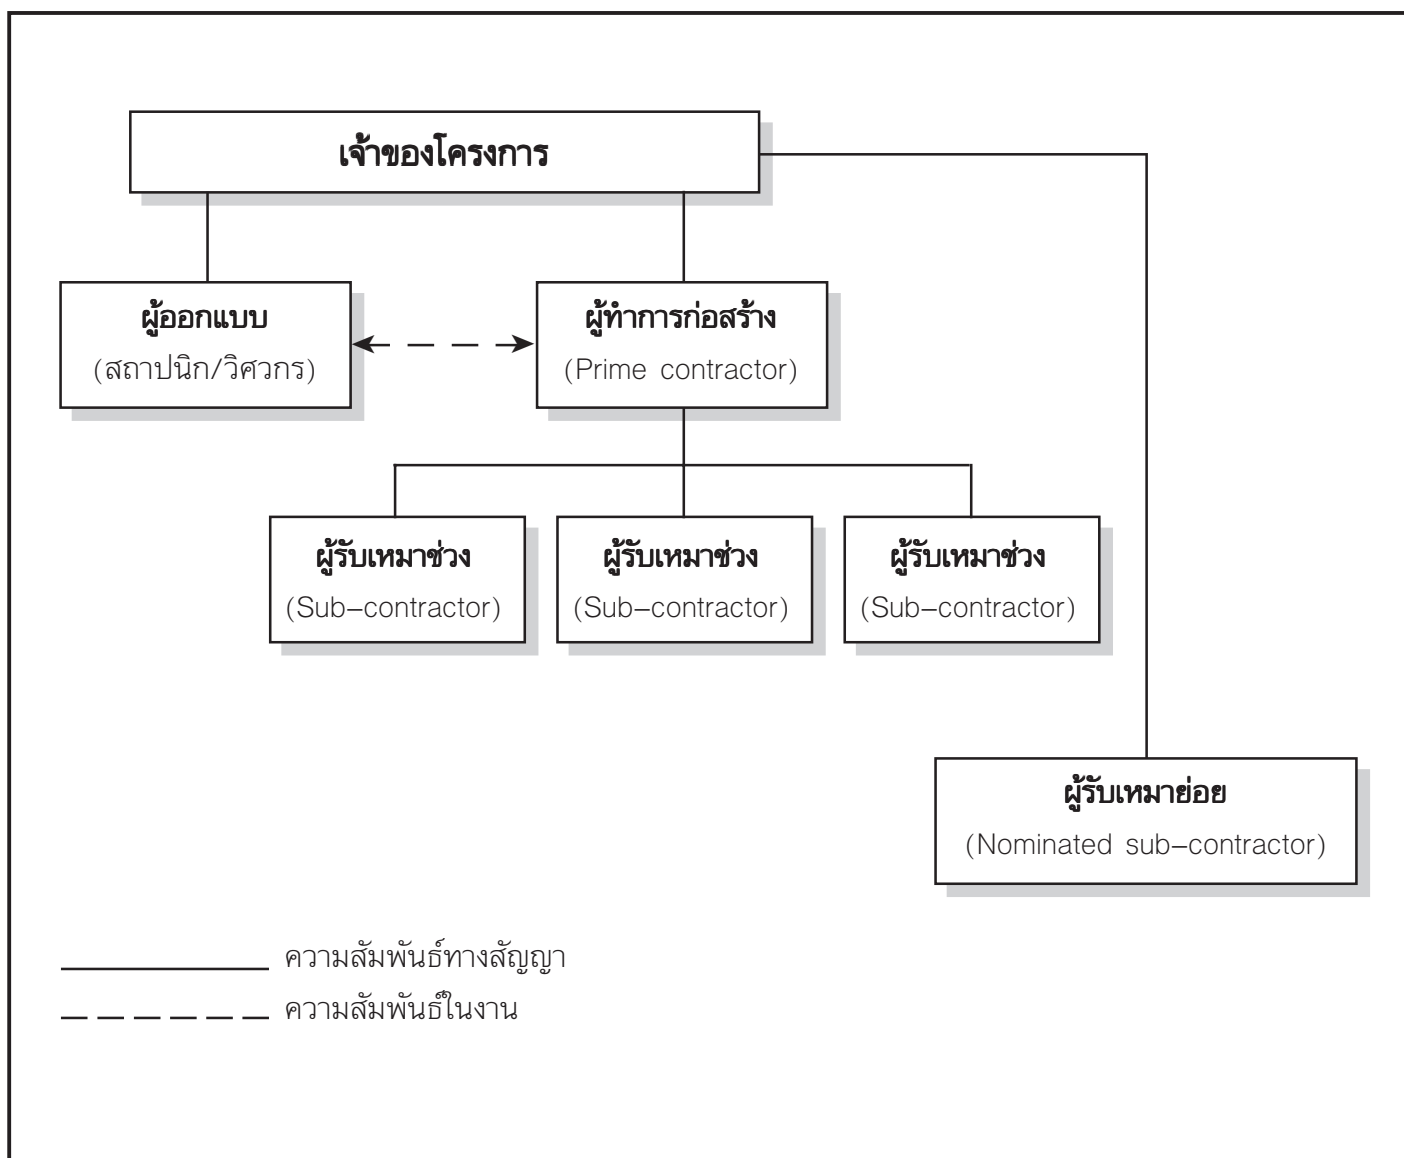 เจ้าของโครงการ
ผู้ออกแบบ
(สถาปนิก/วิศวกร)
ผู้ทำการก่อสร้าง
(Prime contractor)
ผู้รับเหมาช่วง
(Sub–contractor)
ผู้รับเหมาช่วง
(Sub–contractor)
ผู้รับเหมาช่วง
(Sub–contractor)
ผู้รับเหมาย่อย
(Nominated sub–contractor)
ความสัมพันธ์ทางสัญญา
ความสัมพันธ์ในงาน